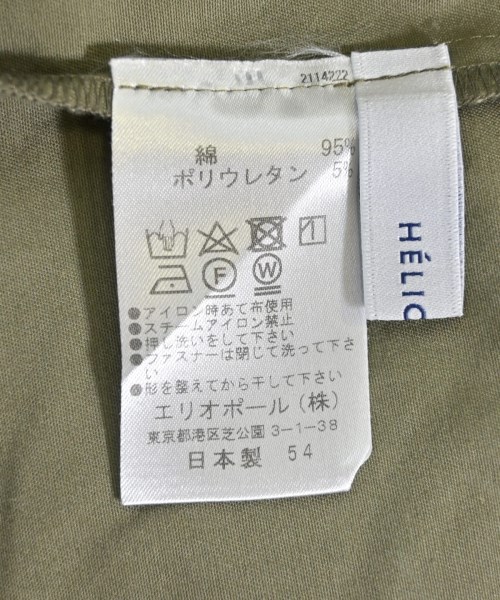 2114222
綿 95%
ポリウレタン 5%
F W
●アイロン時あて布使用
●スチームアイロン禁止
●押し洗いをして下さい
●ファスナーは閉じて洗って下さ
い
●形を整えてから干して下さい
エリオポール（株）
東京都港区芝公園 3-1-38
日本製 54
HÉLIO